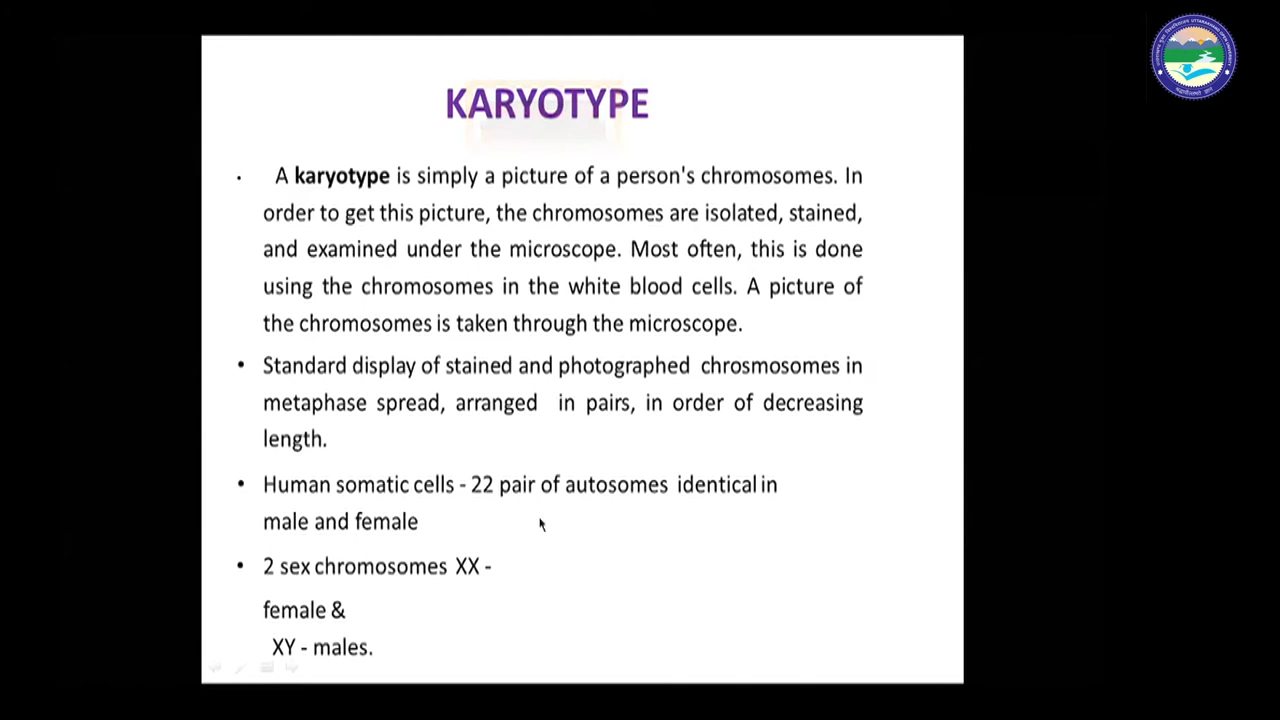 KARYOTYPE
• A karyotype is simply a picture of a person's chromosomes. In
order to get this picture, the chromosomes are isolated, stained,
and examined under the microscope. Most often, this is done
using the chromosomes in the white blood cells. A picture of
the chromosomes is taken through the microscope.
• Standard display of stained and photographed chrosmosomes in
metaphase spread, arranged in pairs, in order of decreasing
length.
• Human somatic cells - 22 pair of autosomes identical in
male and female
• 2 sex chromosomes XX -
female &
XY - males.